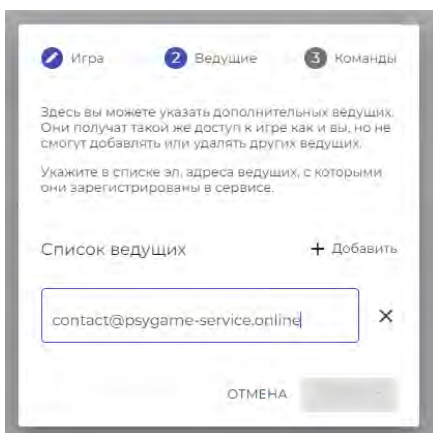 Игра 2 Ведущие 3 Команды
Здесь вы можете указать дополнительных ведущих.
Они получат такой же доступ к игре как и вы, но не
смогут добавлять или удалять других ведущих.
Укажите в списке эл. адреса ведущих, с которыми
они зарегистрированы в сервисе.
Список ведущих + Добавить
contact@psygame-service.online
ОТМЕНА